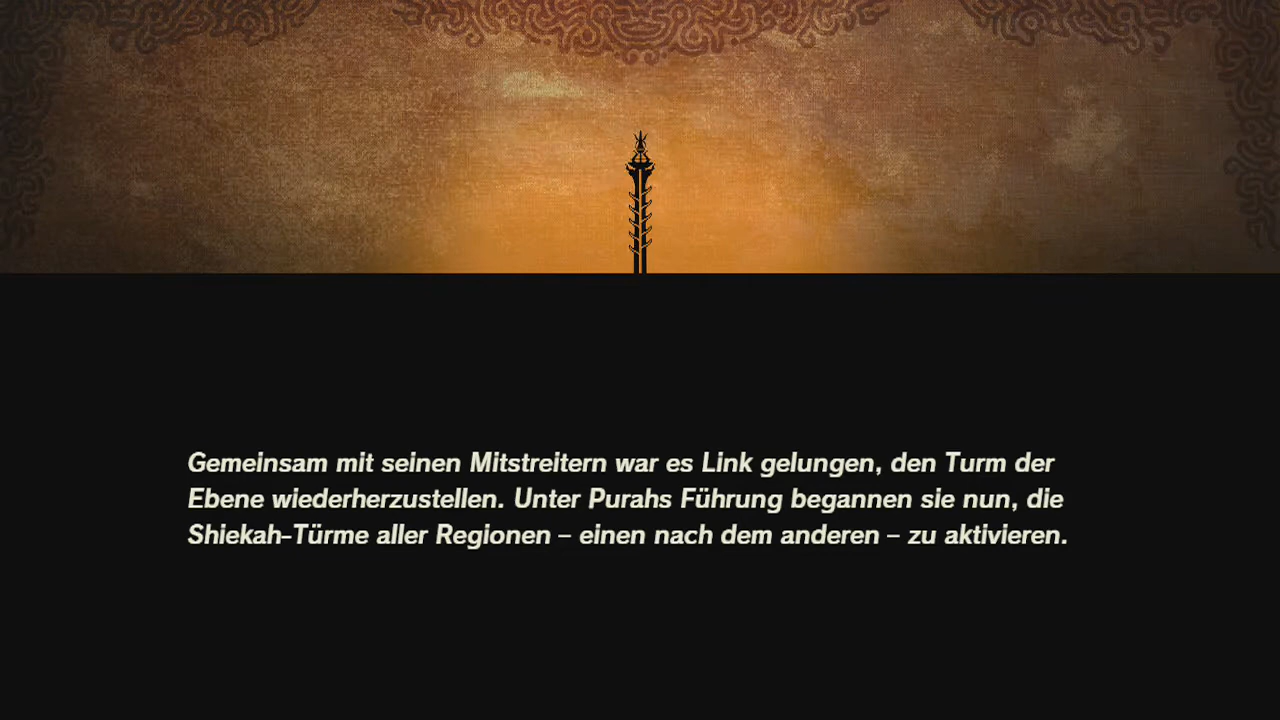 Gemeinsam mit seinen Mitstreitern war es Link gelungen, den Turm der
Ebene wiederherzustellen. Unter Purahs Führung begannen sie nun, die
Shiekah-Türme aller Regionen – einen nach dem anderen – zu aktivieren.